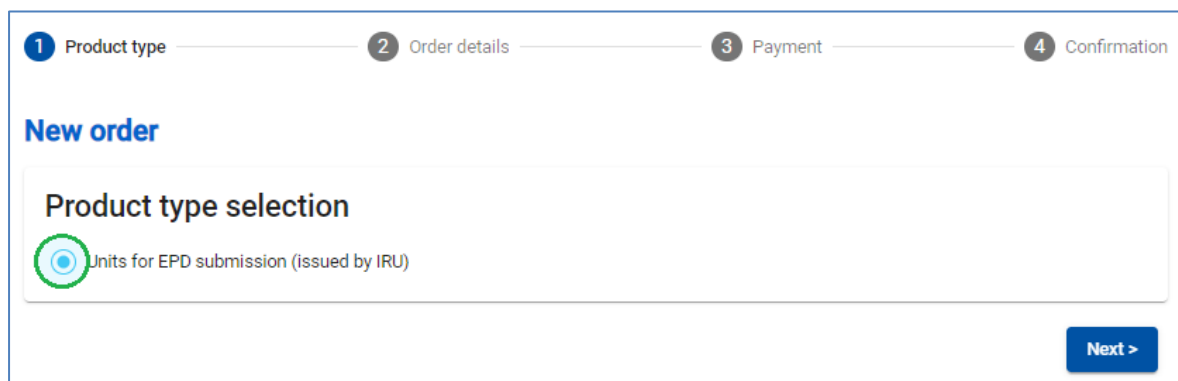 1 Product type 2 Order details 3 Payment 4 Confirmation
New order
Product type selection
Units for EPD submission (issued by IRU)
Next >